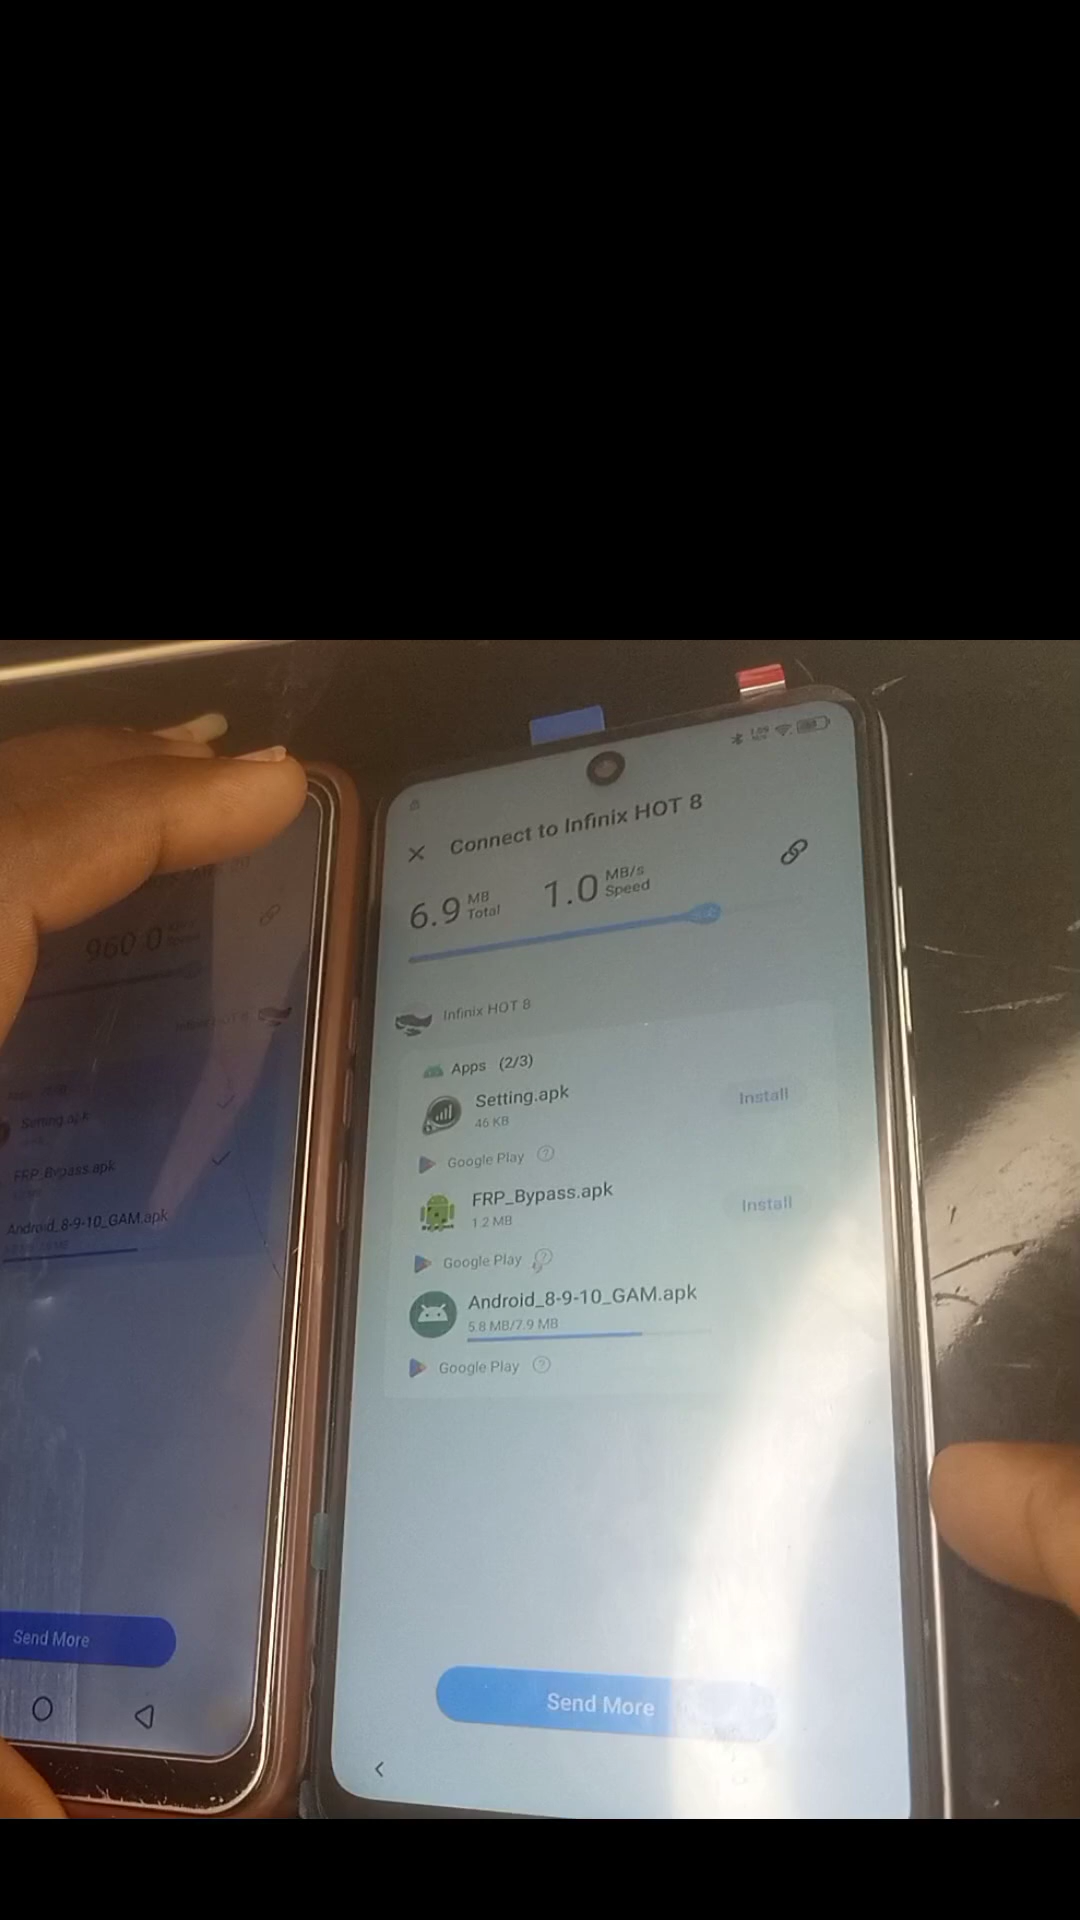 960.0
Setting.apk
FRP_Bypass.apk
Android_8-9-10_GAM.apk
Send More
Connect to Infinix HOT 8
6.9 MB Total 1.0 MB/s Speed
Infinix HOT 8
Apps (2/3)
Setting.apk
46 KB
Install
Google Play ?
FRP_Bypass.apk
1.2 MB
Install
Google Play ?
Android_8-9-10_GAM.apk
5.8 MB/7.9 MB
Google Play ?
Send More